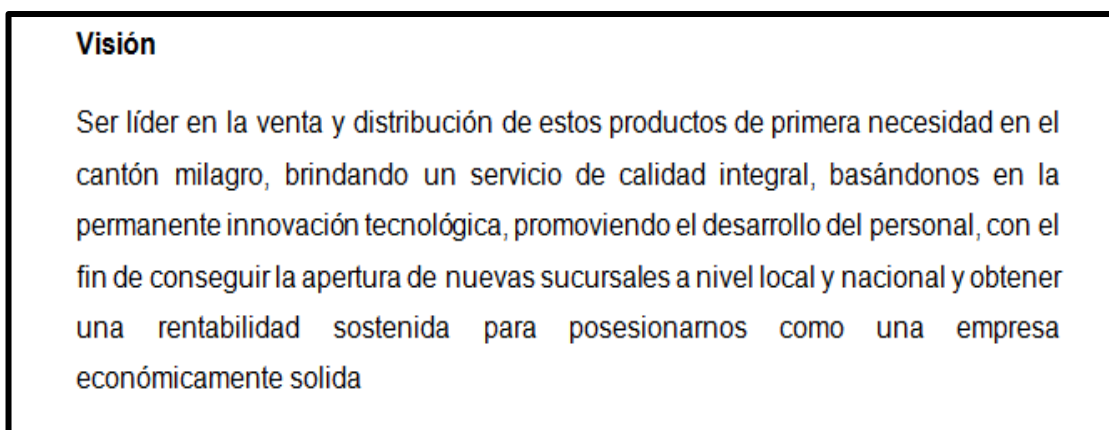 Visión
Ser líder en la venta y distribución de estos productos de primera necesidad en el
cantón milagro, brindando un servicio de calidad integral, basándonos en la
permanente innovación tecnológica, promoviendo el desarrollo del personal, con el
fin de conseguir la apertura de nuevas sucursales a nivel local y nacional y obtener
una rentabilidad sostenida para posesionarnos como una empresa
económicamente solida